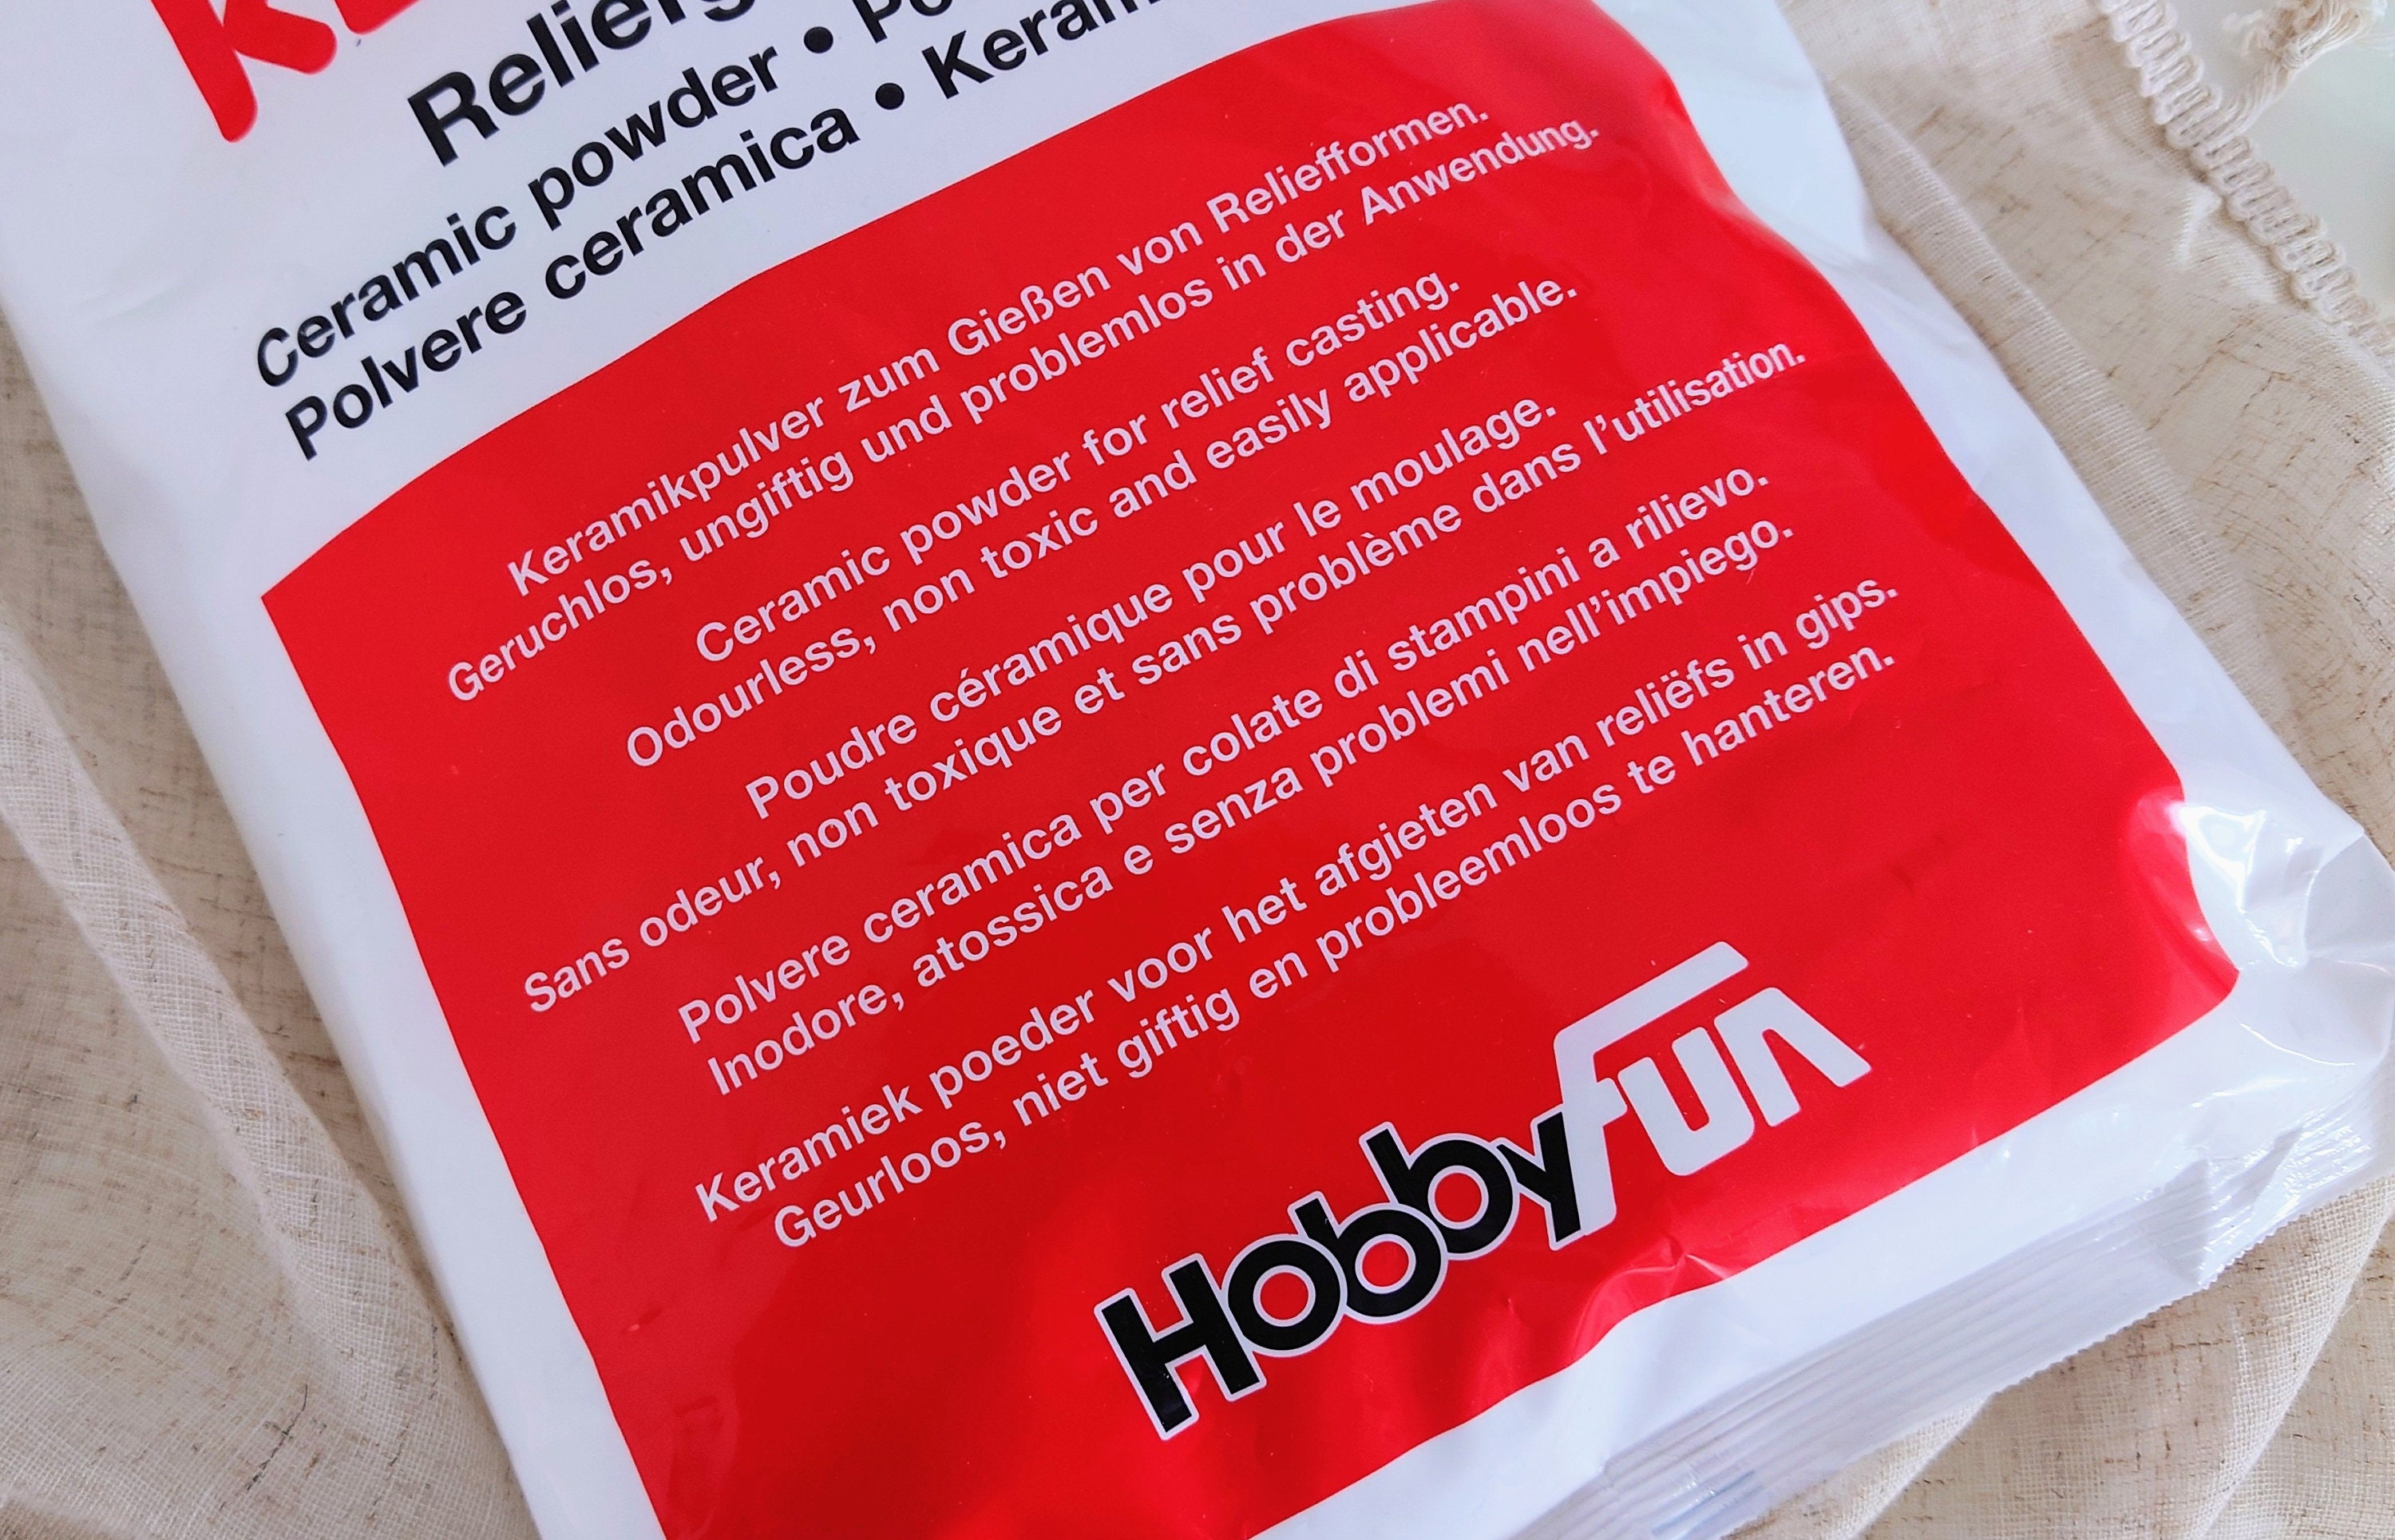 Ceramic powder •
Polvere ceramica •
Keramikpulver zum Gießen von Reliefformen.
Geruchlos, ungiftig und problemlos in der Anwendung.
Ceramic powder for relief casting.
Odourless, non toxic and easily applicable.
Poudre céramique pour le moulage.
Sans odeur, non toxique et sans problème dans l’utilisation.
Polvere ceramica per colate di stampini a rilievo.
Inodore, atossica e senza problemi nell’impiego.
Keramiek poeder voor het afgieten van reliëfs in gips.
Geurloos, niet giftig en probleemloos te hanteren.
Hobbyfun